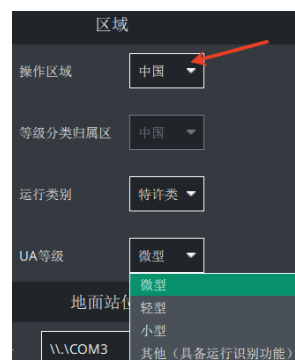 区域
操作区域 中国
等级分类归属区 中国
运行类别 特许类
UA等级 微型
微型
地面站位
轻型
小型
\\.\COM3 其他（具备运行识别功能）